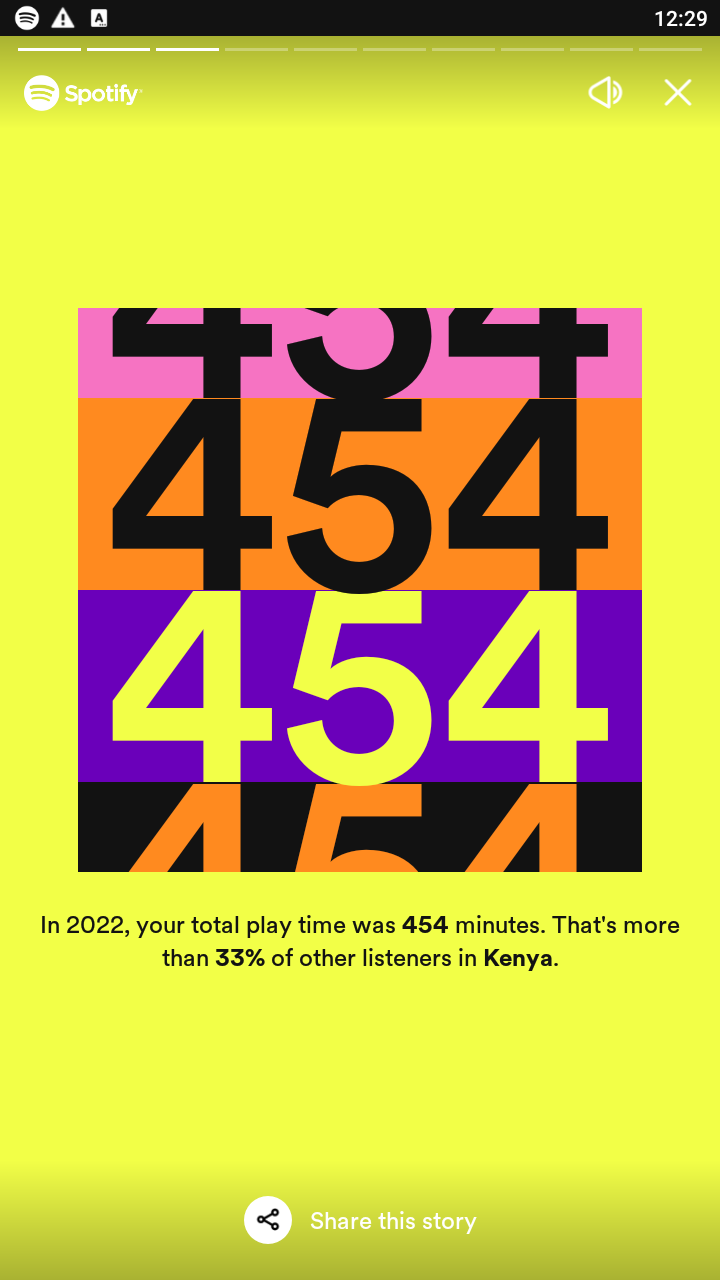 12:29
Spotify
454
454
454
454
In 2022, your total play time was 454 minutes. That's more
than 33% of other listeners in Kenya.
Share this story